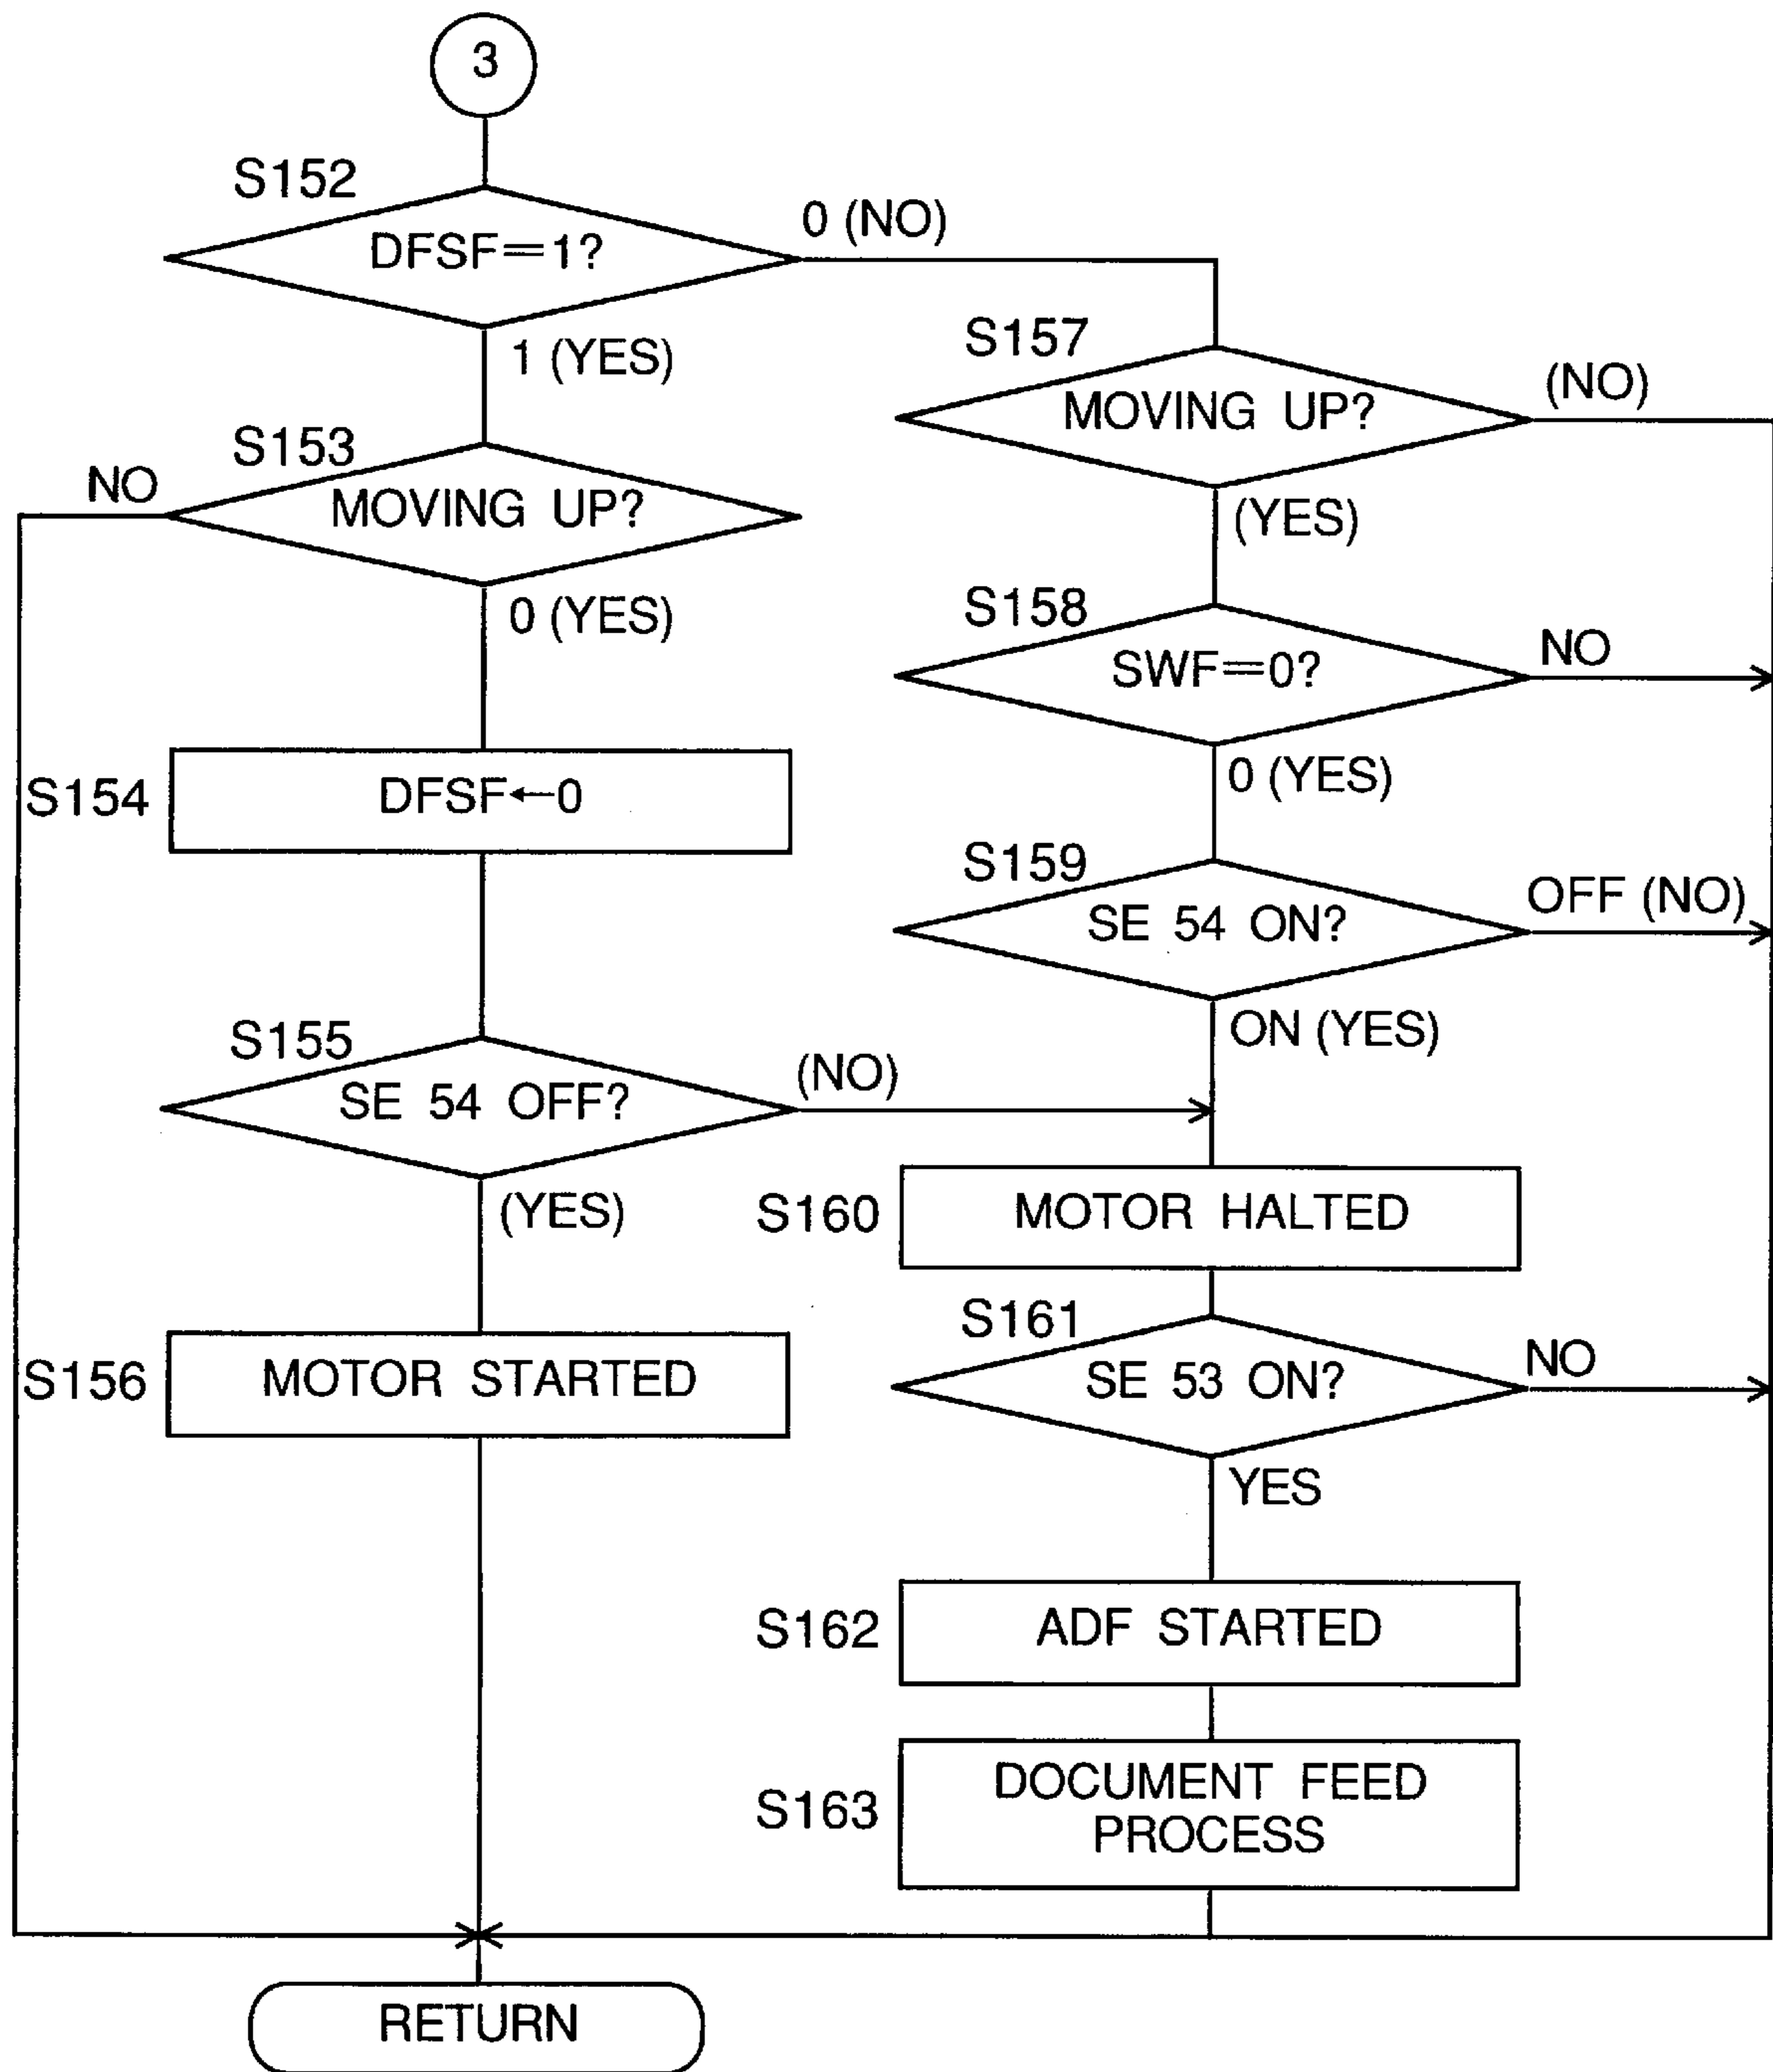 3
S152
DFSF=1?
0 (NO)
1 (YES)
S153
NO
MOVING UP?
0 (YES)
S154
DFSF←0
S155
SE 54 OFF?
(NO)
(YES)
S156
MOTOR STARTED
S157
MOVING UP?
(NO)
(YES)
S158
SWF=0?
NO
0 (YES)
S159
SE 54 ON?
OFF (NO)
ON (YES)
S160
MOTOR HALTED
S161
SE 53 ON?
NO
YES
S162
ADF STARTED
S163
DOCUMENT FEED
PROCESS
RETURN